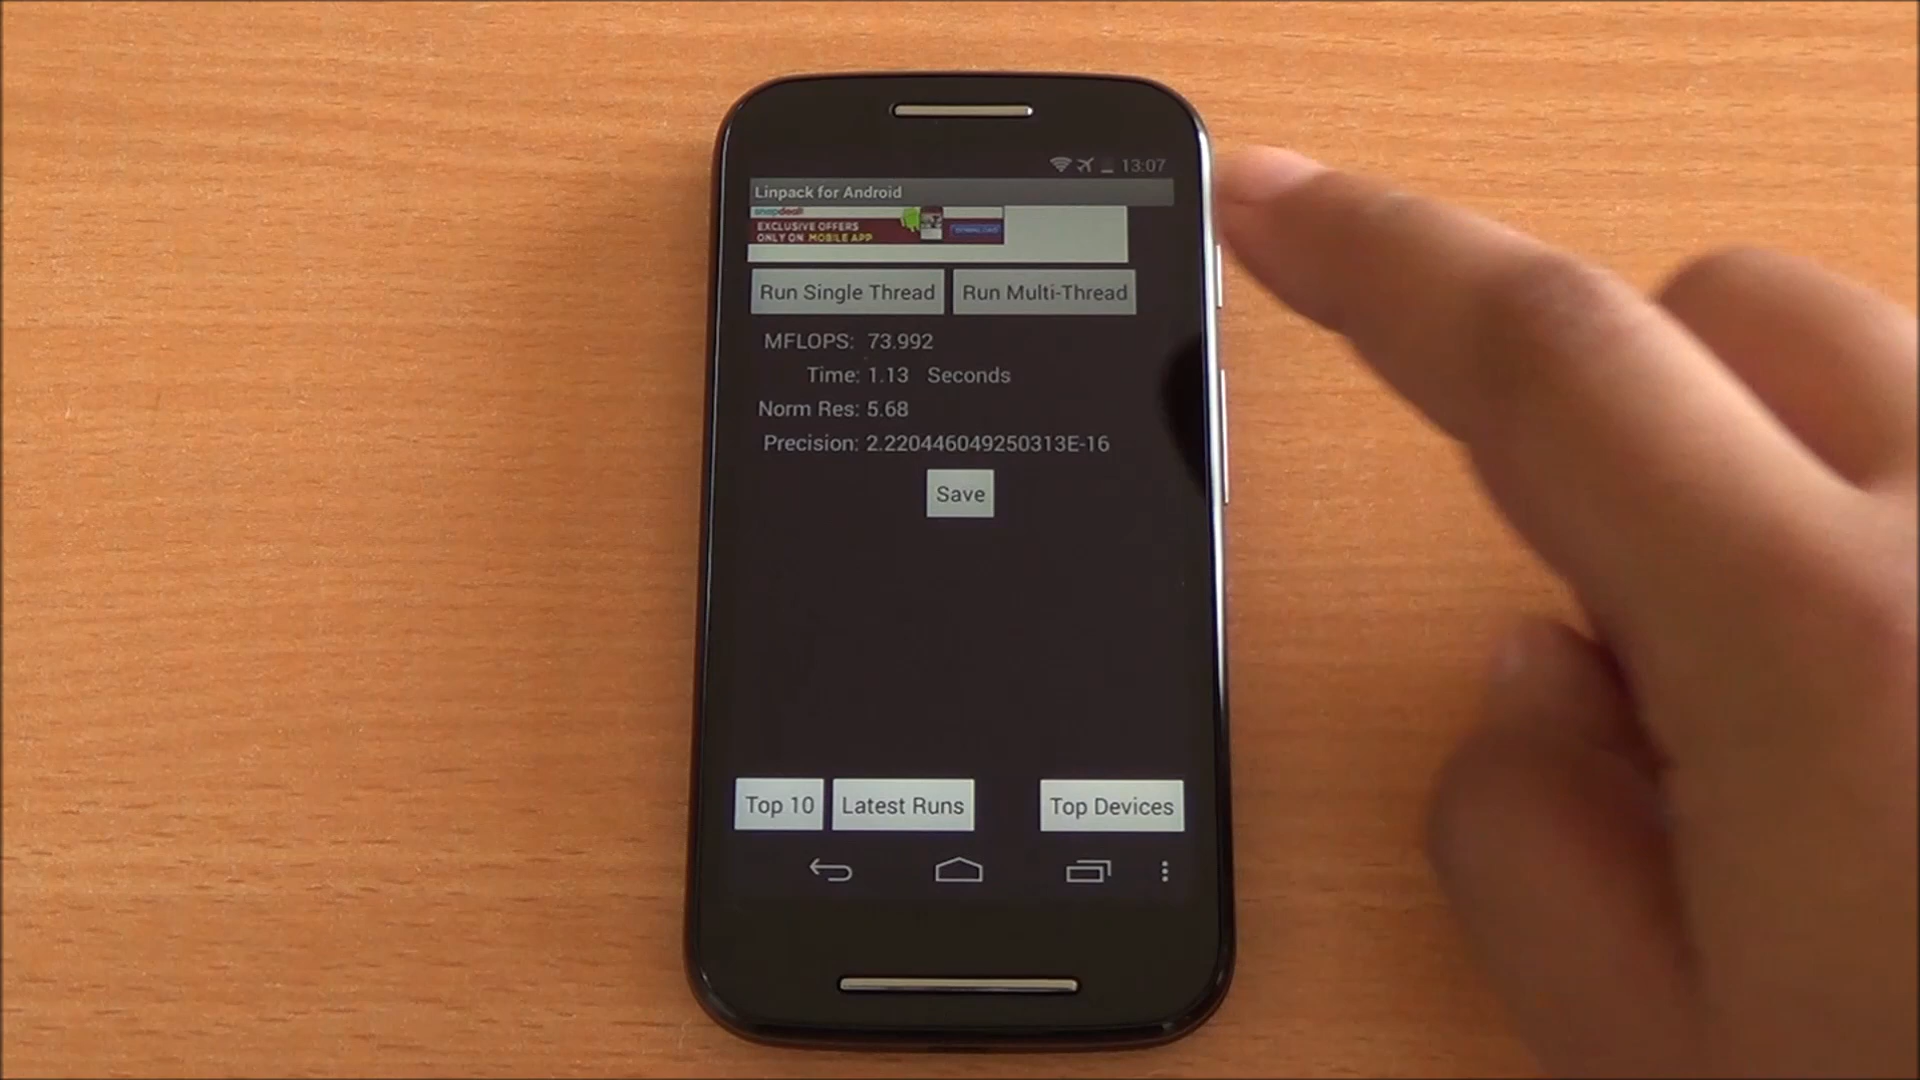 13:07
Linpack for Android
snapdeal
EXCLUSIVE OFFERS
ONLY ON MOBILE APP
DOWNLOAD
Run Single Thread Run Multi-Thread
MFLOPS: 73.992
Time: 1.13 Seconds
Norm Res: 5.68
Precision: 2.220446049250313E-16
Save
Top 10 Latest Runs Top Devices